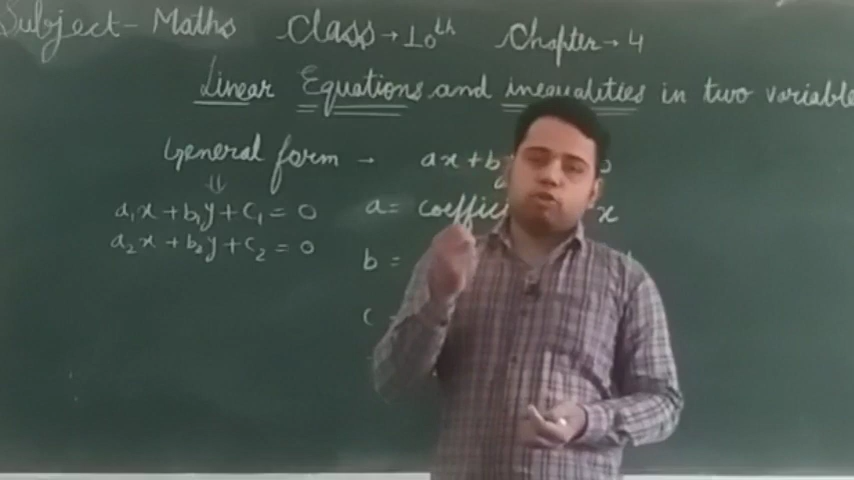 Subject - Maths Class → 10th Chapter → 4
Linear Equations and inequalities in two variable
General form → ax + b
⇓
a₁x + b₁y + c₁ = 0
a₂x + b₂y + c₂ = 0
a = x
b =